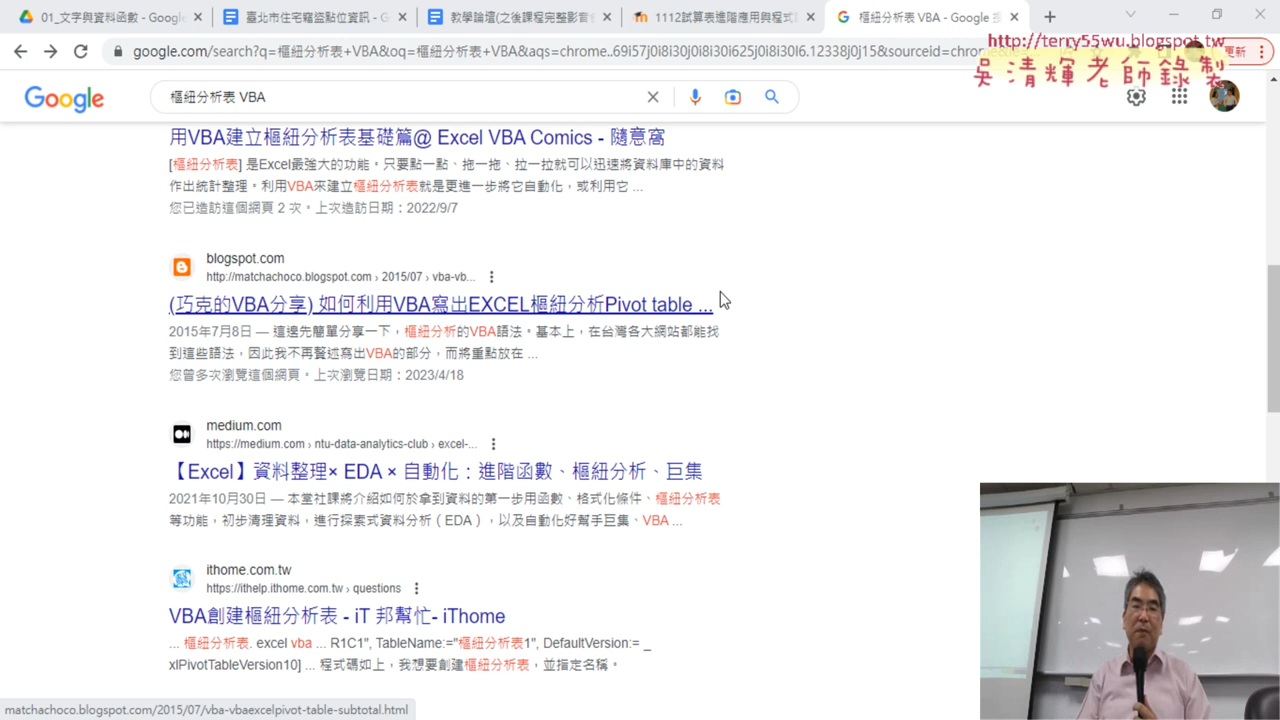 01_文字與資料函數 - Googl
臺北市住宅竊盜點位資訊 - G
教學論壇(之後課程完整影音
1112試算表進階應用與程式
樞紐分析表 VBA - Google
http://terry55wu.blogspot.tw
google.com/search?q=樞紐分析表+VBA&oq=樞紐分析表+VBA&aqs=chrome..69i57j0i8i30j0i8i30i625j0i8i30l6.12338j0j15&sourceid=chro
更新
吳清輝老師錄製
Google
樞紐分析表 VBA
用VBA建立樞紐分析表基礎篇@ Excel VBA Comics - 隨意窩
[樞紐分析表] 是Excel最強大的功能。只要點一點、拖一拖、拉一拉就可以迅速將資料庫中的資料
作出統計整理。利用VBA來建立樞紐分析表就是更進一步將它自動化，或利用它 ...
您已造訪這個網頁 2 次。上次造訪日期：2022/9/7
blogspot.com
http://matchachoco.blogspot.com › 2015/07 › vba-vb...
(巧克的VBA分享) 如何利用VBA寫出EXCEL樞紐分析Pivot table ...
2015年7月8日 — 這邊先簡單分享一下，樞紐分析的VBA語法。基本上，在台灣各大網站都能找
到這些語法，因此我不再贅述寫出VBA的部分，而將重點放在 ...
您曾多次瀏覽這個網頁。上次瀏覽日期：2023/4/18
medium.com
https://medium.com › ntu-data-analytics-club › excel-...
【Excel】資料整理× EDA × 自動化：進階函數、樞紐分析、巨集
2021年10月30日 — 本堂社課將介紹如何於拿到資料的第一步用函數、格式化條件、樞紐分析表
等功能，初步清理資料，進行探索式資料分析（EDA），以及自動化好幫手巨集、VBA ...
ithome.com.tw
https://ithelp.ithome.com.tw › questions
VBA創建樞紐分析表 - iT 邦幫忙- iThome
... 樞紐分析表. excel vba ... R1C1", TableName:="樞紐分析表1", DefaultVersion:= _
xlPivotTableVersion10] ... 程式碼如上，我想要創建樞紐分析表，並指定名稱。
matchachoco.blogspot.com/2015/07/vba-vbaexcelpivot-table-subtotal.html